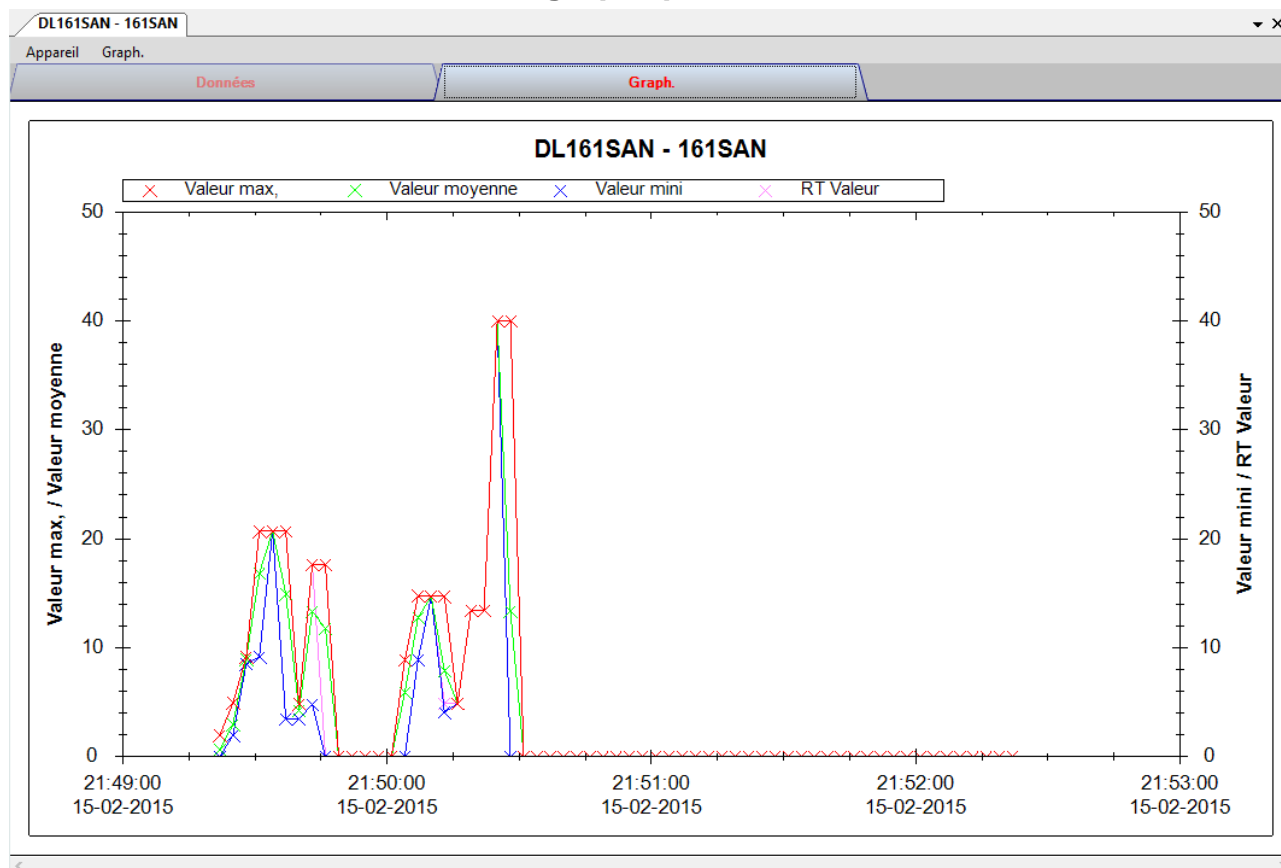 DL161SAN - 161SAN
Appareil Graph.
Données Graph.
DL161SAN - 161SAN
Valeur max, Valeur moyenne Valeur mini RT Valeur
50 50
40 40
30 30
20 20
10 10
0 0
Valeur max, / Valeur moyenne
Valeur mini / RT Valeur
21:49:00 21:50:00 21:51:00 21:52:00 21:53:00
15-02-2015 15-02-2015 15-02-2015 15-02-2015 15-02-2015